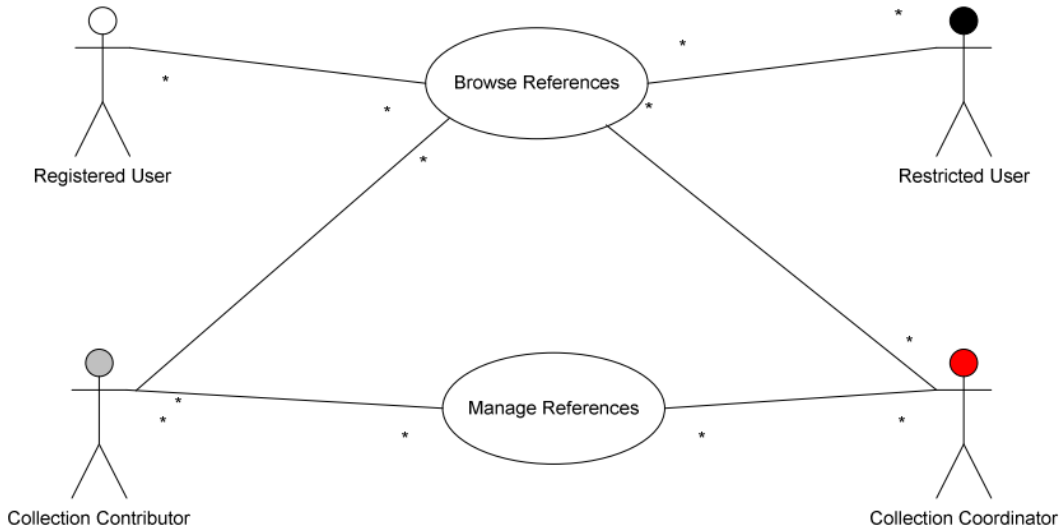 *
*
Browse References
*
*
*
Registered User
Restricted User
*
*
*
*
Manage References
*
*
*
*
Collection Contributor
Collection Coordinator